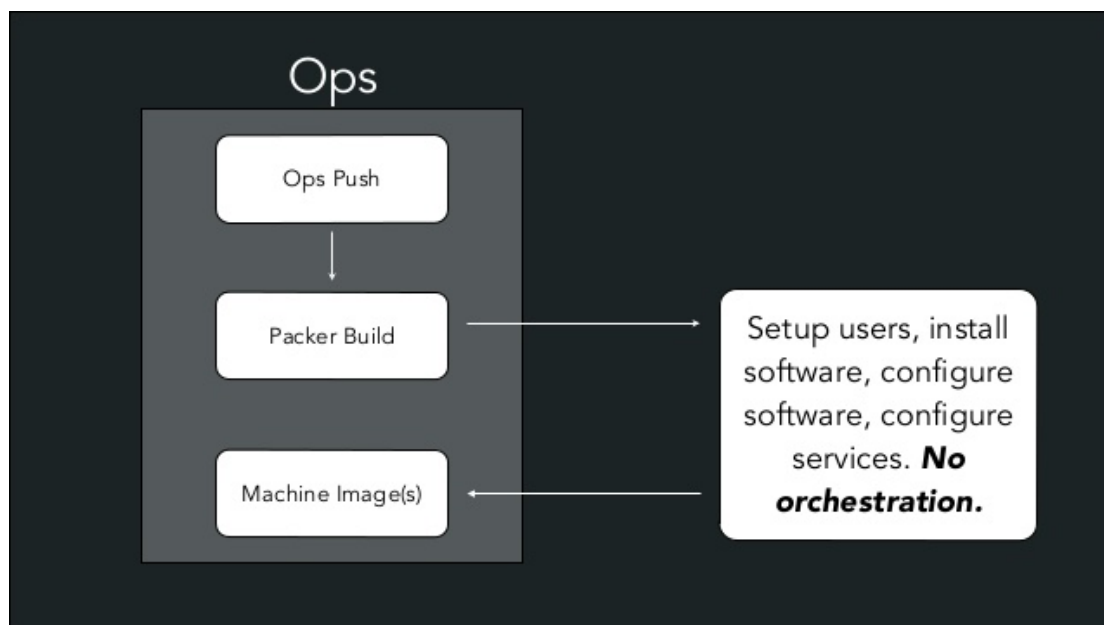 Ops
Ops Push
Packer Build
Setup users, install
software, configure
software, configure
services. No
orchestration.
Machine Image(s)